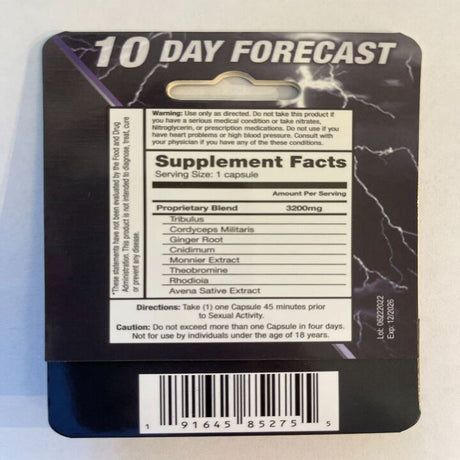 10 DAY FORECAST
Warning: Use only as directed. Do not take this product if
you have a serious medical condition or take nitrates,
Nitroglycerin, or prescription medications. Do not use if you
have heart problems or high blood pressure. Consult with
your physician if you have any of the these conditions.
Supplement Facts
Serving Size: 1 capsule
Amount Per Serving
Proprietary Blend 3200mg
Tribulus
Cordyceps Militaris
Ginger Root
Cnidimum
Monnier Extract
Theobromine
Rhodioia
Avena Sative Extract
Directions: Take (1) one Capsule 45 minutes prior
to Sexual Activity.
Caution: Do not exceed more than one Capsule in four days.
Not for use by individuals under the age of 18 years.
*These statements have not been evaluated by the Food and Drug
Administration. This product is not intended to diagnose, treat, cure
or prevent any disease.
Lot: 06222022
Exp: 12/2026
1 91645 85275 5